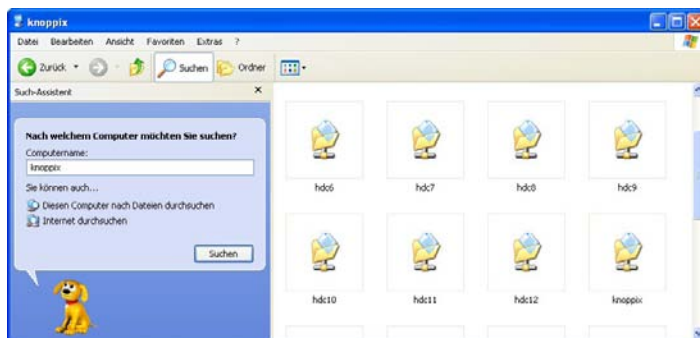 knoppix
Datei Bearbeiten Ansicht Favoriten Extras ?
Zurück Suchen Ordner
Such-Assistent
Nach welchem Computer möchten Sie suchen?
Computername:
knoppix
Sie können auch...
Diesen Computer nach Dateien durchsuchen
Internet durchsuchen
Suchen
hdc6 hdc7 hdc8 hdc9
hdc10 hdc11 hdc12 knoppix